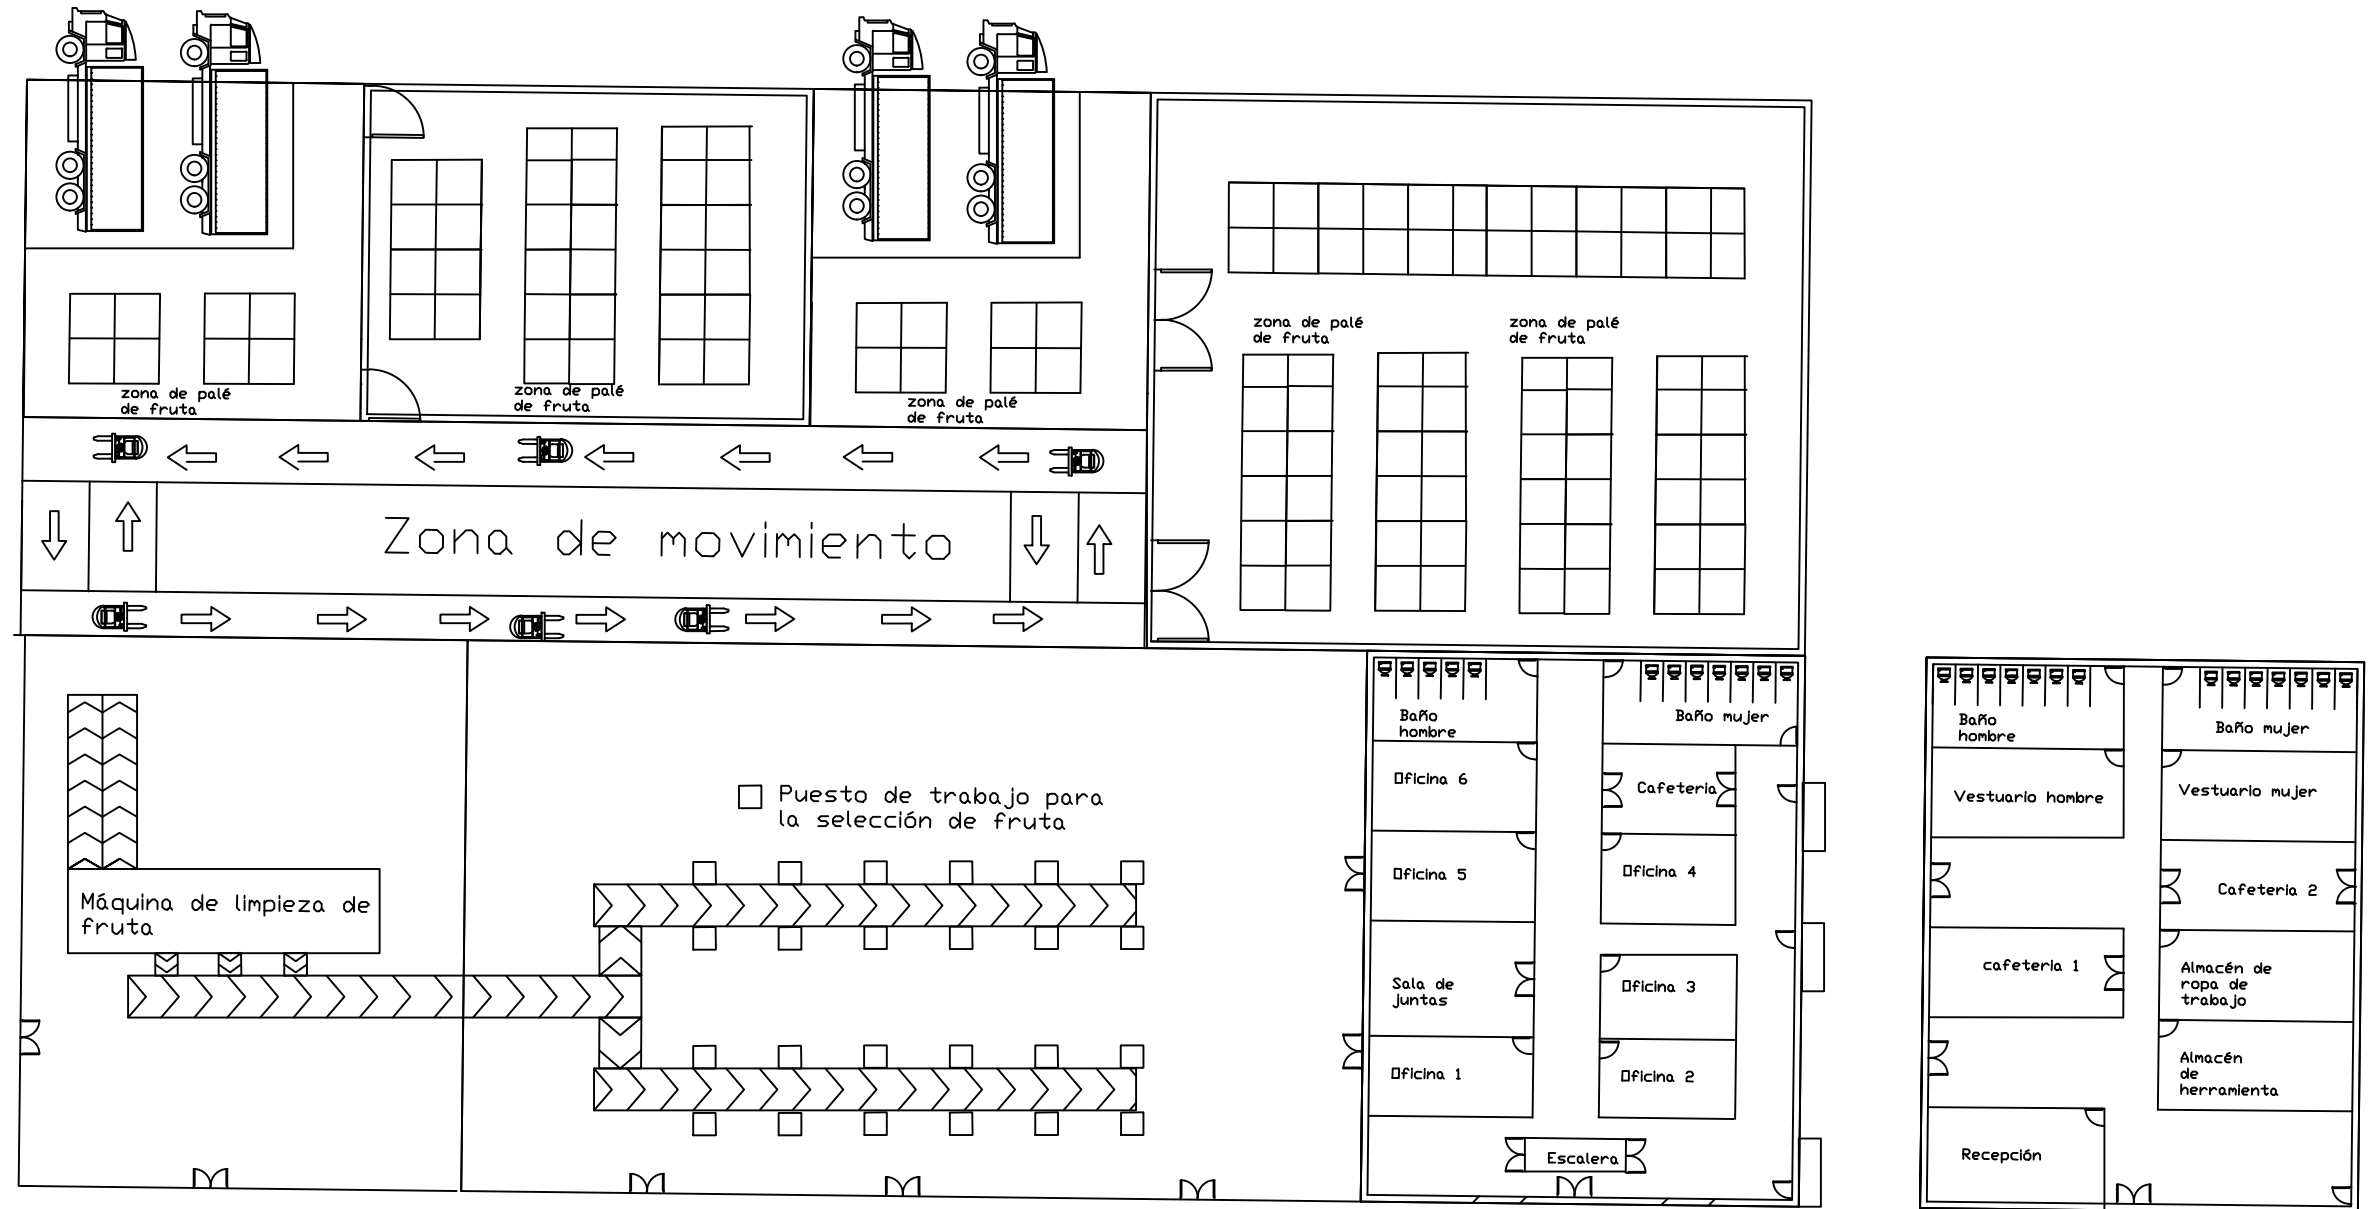 zona de palé
de fruta
zona de palé
de fruta
zona de palé
de fruta
zona de palé
de fruta
zona de palé
de fruta
Zona de movimiento
Puesto de trabajo para
la selección de fruta
Máquina de limpieza de
fruta
Baño
hombre
Baño mujer
Oficina 6
Cafeteria
Oficina 5
Oficina 4
Sala de
juntas
Oficina 3
Oficina 1
Oficina 2
Escalera
Baño
hombre
Baño mujer
Vestuario hombre
Vestuario mujer
Cafeteria 2
cafeteria 1
Almacén de
ropa de
trabajo
Almacén
de
herramienta
Recepción